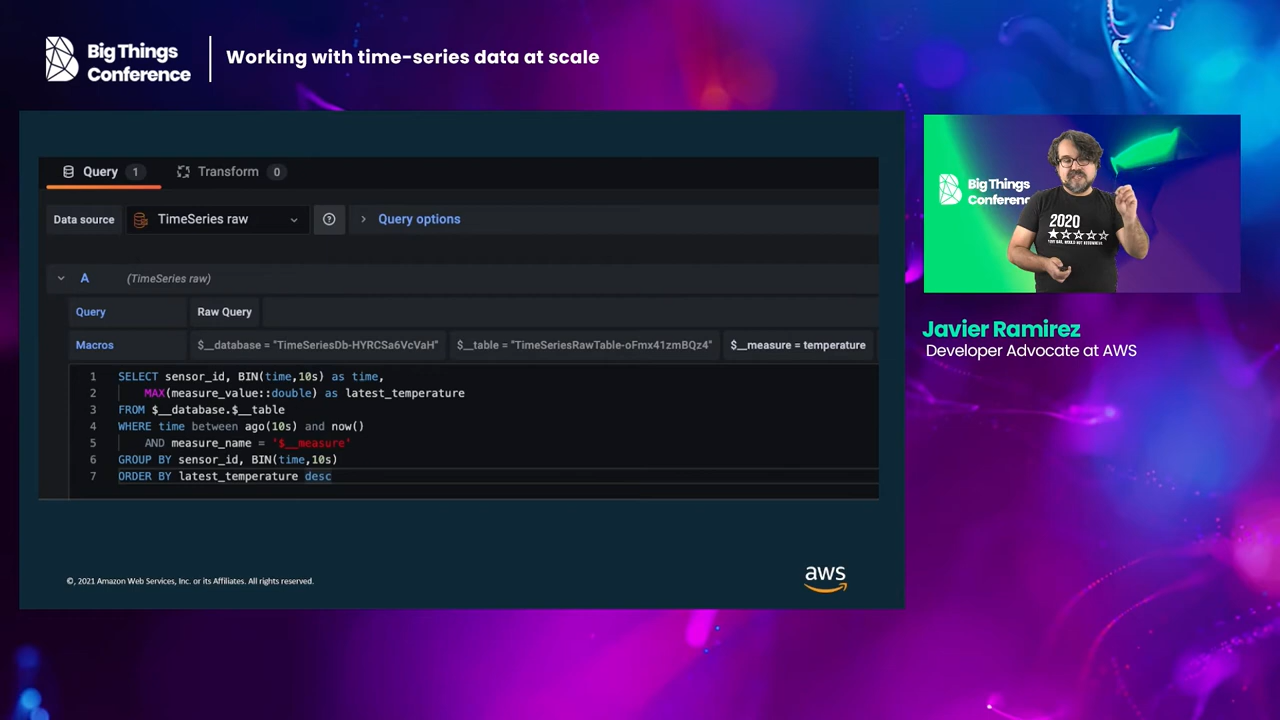 Big Things
Conference
Working with time-series data at scale
Query 1 Transform 0
Data source TimeSeries raw Query options
A (TimeSeries raw)
Query Raw Query
Macros $__database = "TimeSeriesDb-HYRCSa6VcVaH" $__table = "TimeSeriesRawTable-oFmx41zmBQz4" $__measure = temperature
1 SELECT sensor_id, BIN(time,10s) as time,
2 MAX(measure_value::double) as latest_temperature
3 FROM $__database.$__table
4 WHERE time between ago(10s) and now()
5 AND measure_name = '$__measure'
6 GROUP BY sensor_id, BIN(time,10s)
7 ORDER BY latest_temperature desc
©, 2021 Amazon Web Services, Inc. or its Affiliates. All rights reserved.
aws
Big Things
Conferenc
2020
Javier Ramirez
Developer Advocate at AWS